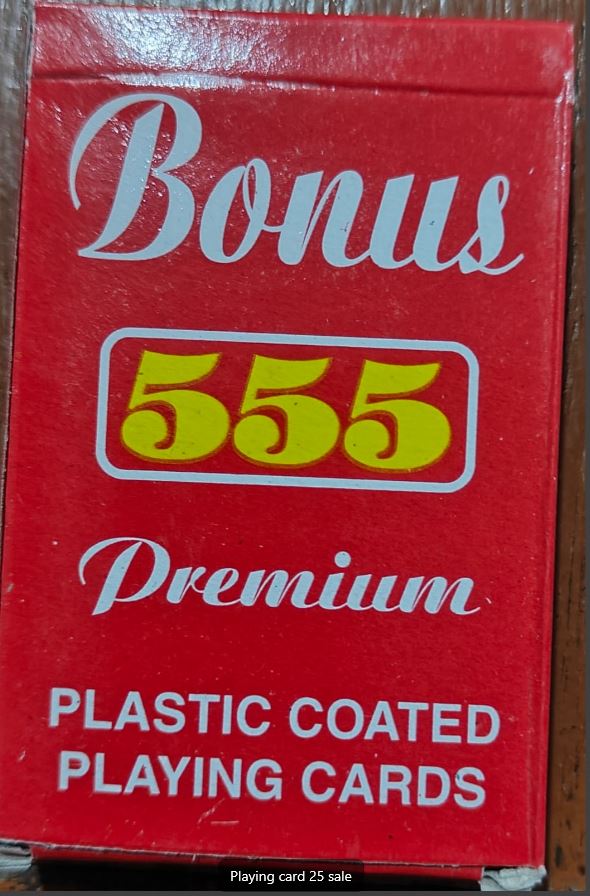 Bonus
555
Premium
PLASTIC COATED
PLAYING CARDS
Playing card 25 sale